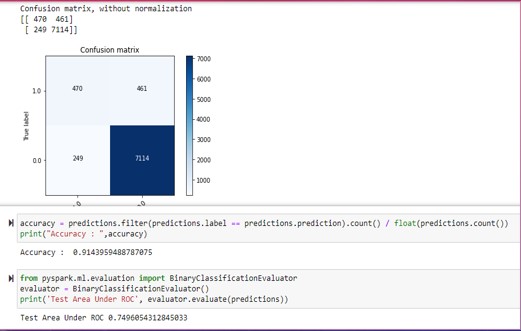 Confusion matrix, without normalization
[[ 470 461]
[ 249 7114]]
Confusion matrix
7000
6000
5000
4000
3000
2000
1000
1.0
0.0
True label
470 461
249 7114
accuracy = predictions.filter(predictions.label == predictions.prediction).count() / float(predictions.count())
print("Accuracy : ",accuracy)
Accuracy : 0.9143959488787075
from pyspark.ml.evaluation import BinaryClassificationEvaluator
evaluator = BinaryClassificationEvaluator()
print('Test Area Under ROC', evaluator.evaluate(predictions))
Test Area Under ROC 0.7496054312845033